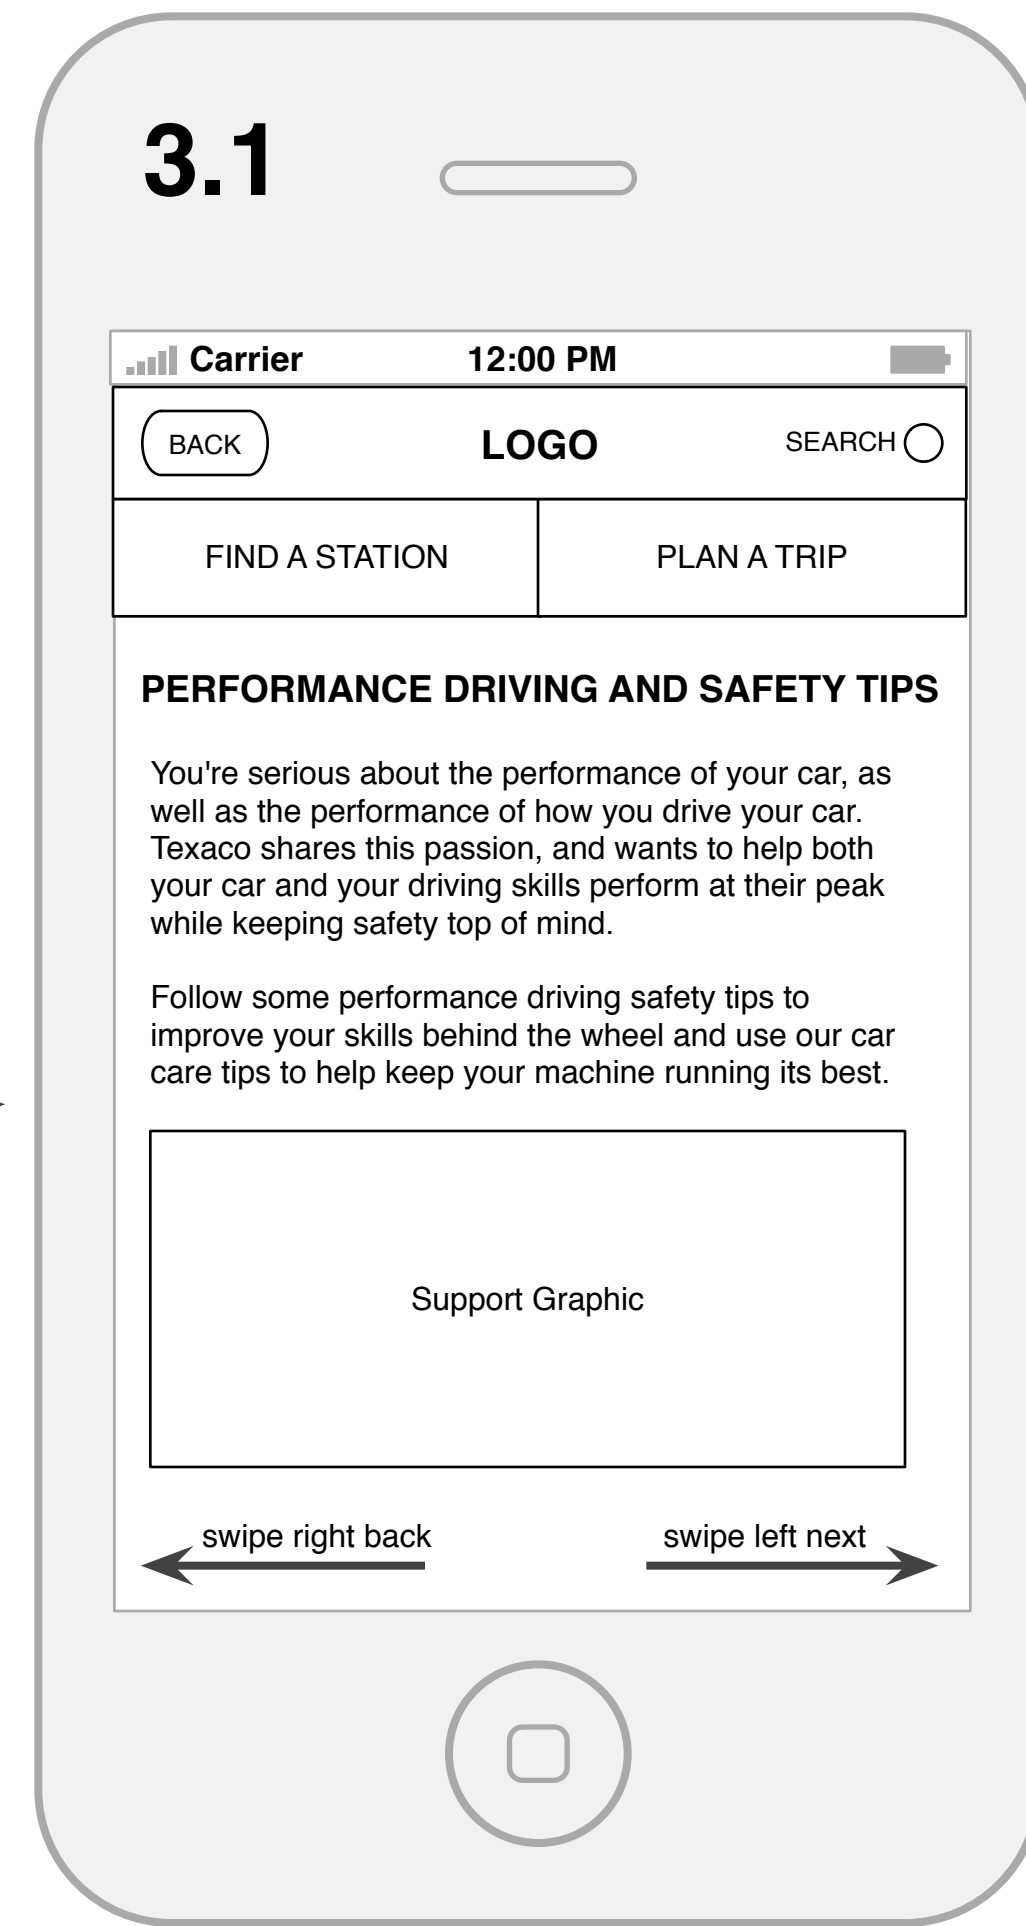 3.1
Carrier 12:00 PM
BACK LOGO SEARCH
FIND A STATION PLAN A TRIP
PERFORMANCE DRIVING AND SAFETY TIPS
You're serious about the performance of your car, as
well as the performance of how you drive your car.
Texaco shares this passion, and wants to help both
your car and your driving skills perform at their peak
while keeping safety top of mind.
Follow some performance driving safety tips to
improve your skills behind the wheel and use our car
care tips to help keep your machine running its best.
Support Graphic
swipe right back swipe left next